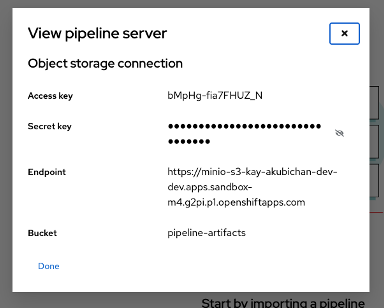 View pipeline server
Object storage connection
Access key
bMpHg-fia7FHUZ_N
Secret key
●●●●●●●●●●●●●●●●●●●●●●●●●
●●●●●●●
Endpoint
https://minio-s3-kay-akubichan-dev-
dev.apps.sandbox-
m4.g2pi.p1.openshiftapps.com
Bucket
pipeline-artifacts
Done
Start by importing a pipeline